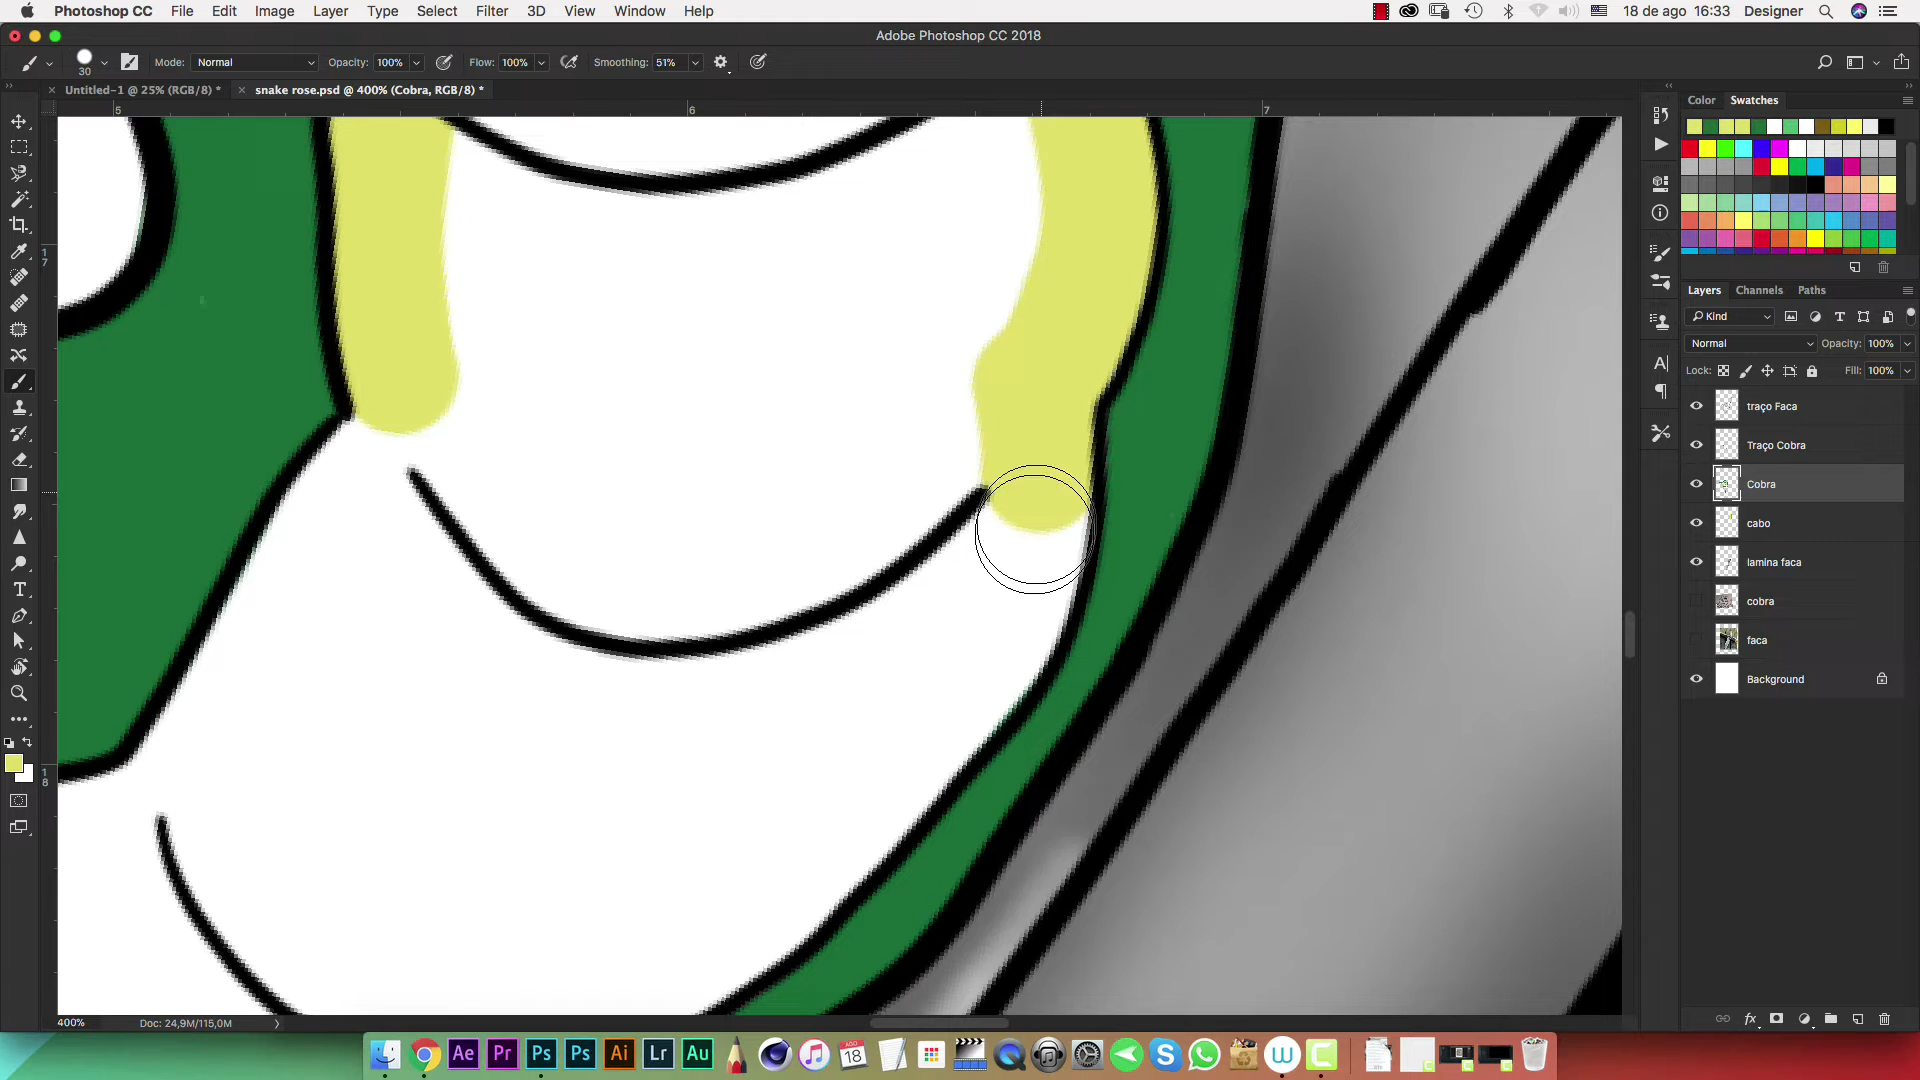 Photoshop CC File Edit Image Layer Type Select Filter 3D View Window Help 18 de ago 16:33 Designer
Adobe Photoshop CC 2018
30 Mode: Normal Opacity: 100% Flow: 100% Smoothing: 51%
Untitled-1 @ 25% (RGB/8) * snake rose.psd @ 400% (Cobra, RGB/8) *
5 6 7
Color Swatches
17
Layers Channels Paths
Kind
Normal Opacity: 100%
Lock: Fill: 100%
traço Faca
Traço Cobra
Cobra
cabo
lamina faca
cobra
faca
Background
18
400% Doc: 24,9M/115,0M
Ae Pr Ps Ps Ai Lr Au AGO 18